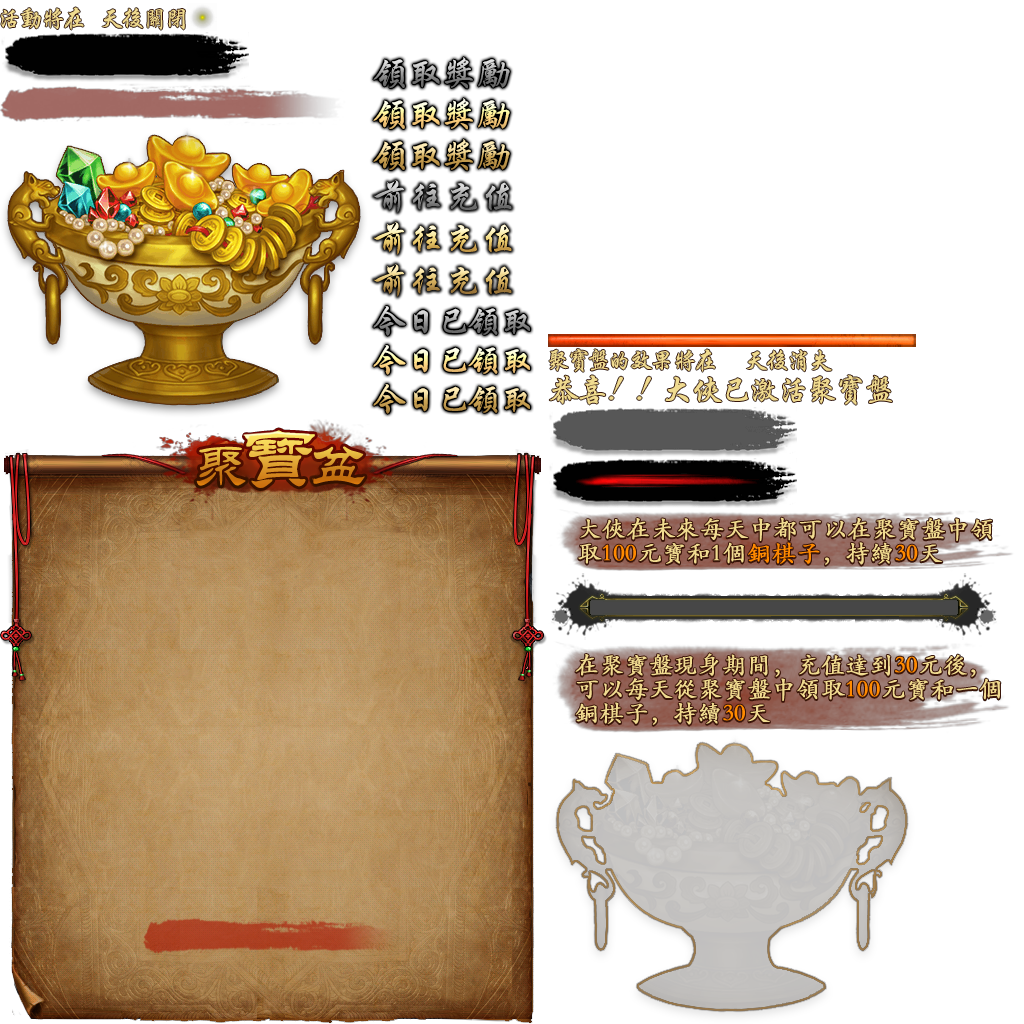 活動將在 天後關閉
領取獎勵
領取獎勵
領取獎勵
前往充值
前往充值
前往充值
今日已領取
今日已領取
今日已領取
聚寶盤的效果將在 天後消失
恭喜！！大俠已激活聚寶盤
聚寶盆
大俠在未來每天中都可以在聚寶盤中領
取100元寶和1個銅棋子，持續30天
在聚寶盤現身期間，充值達到30元後，
可以每天從聚寶盤中領取100元寶和一個
銅棋子，持續30天